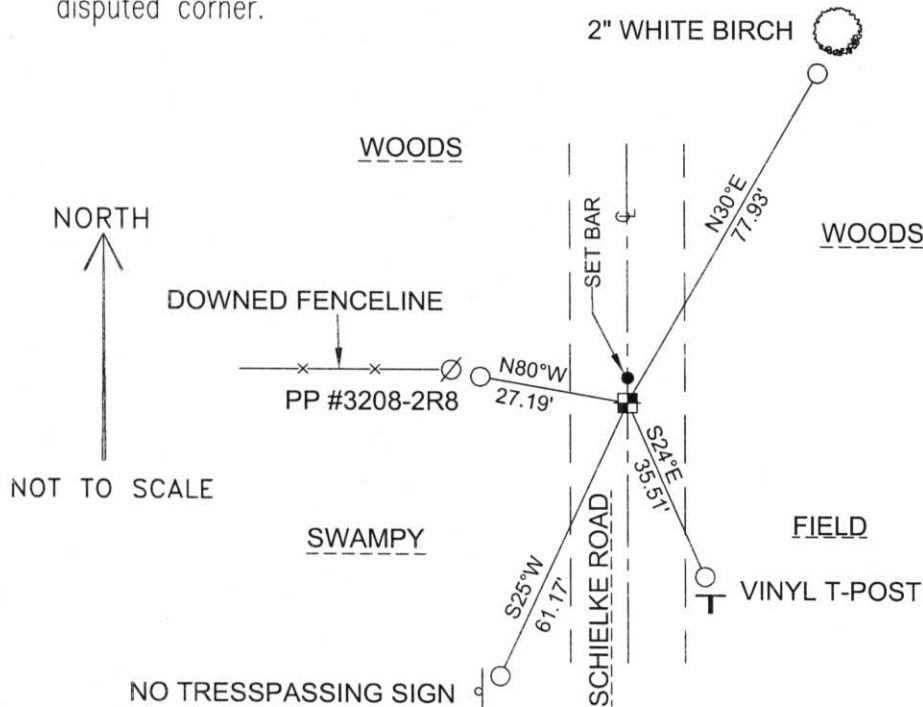 disputed corner.
2" WHITE BIRCH
WOODS
NORTH
N30°E
77.93'
WOODS
SET BAR
℄
DOWNED FENCELINE
N80°W
27.19'
PP #3208-2R8
S24°E
35.51'
NOT TO SCALE
SWAMPY
FIELD
S25°W
61.17'
SCHIELKE ROAD
VINYL T-POST
NO TRESSPASSING SIGN